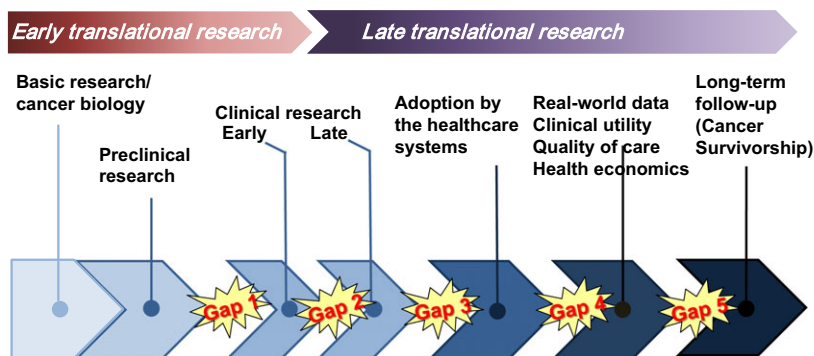 Early translational research
Late translational research
Basic research/
cancer biology
Preclinical
research
Clinical research
Early Late
Adoption by
the healthcare
systems
Real-world data
Clinical utility
Quality of care
Health economics
Long-term
follow-up
(Cancer
Survivorship)
Gap 1
Gap 2
Gap 3
Gap 4
Gap 5